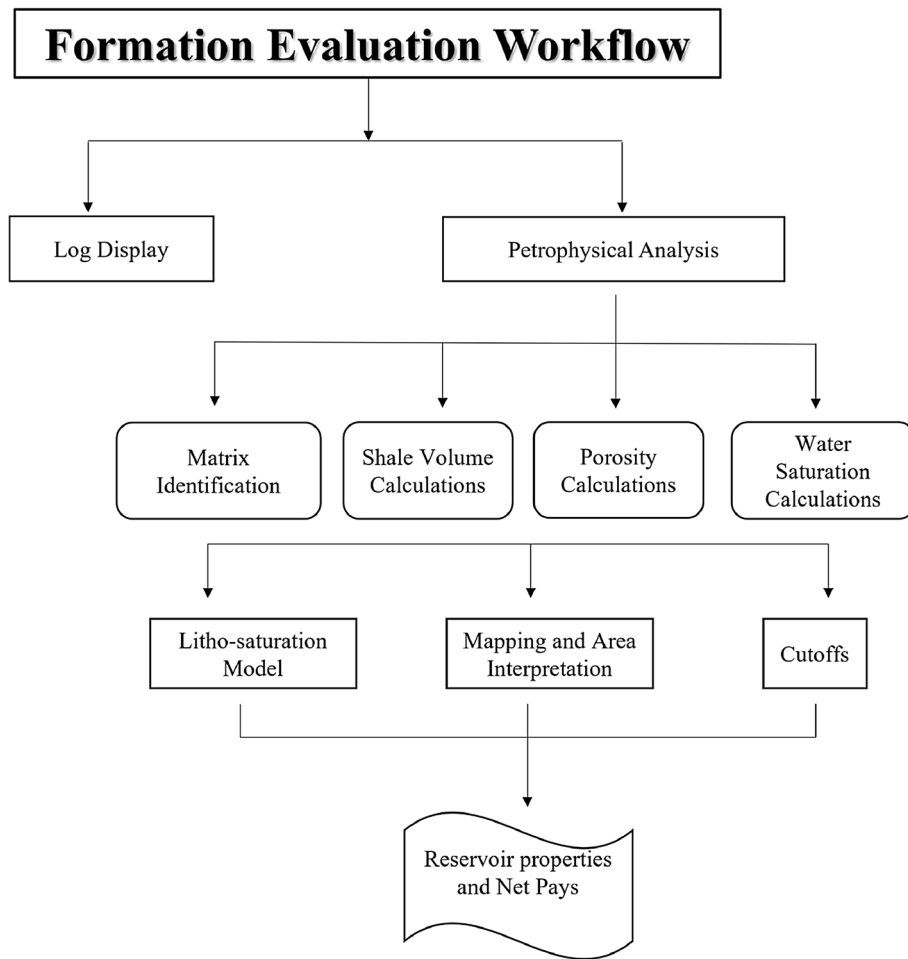 Formation Evaluation Workflow
Log Display
Petrophysical Analysis
Matrix
Identification
Shale Volume
Calculations
Porosity
Calculations
Water
Saturation
Calculations
Litho-saturation
Model
Mapping and Area
Interpretation
Cutoffs
Reservoir properties
and Net Pays